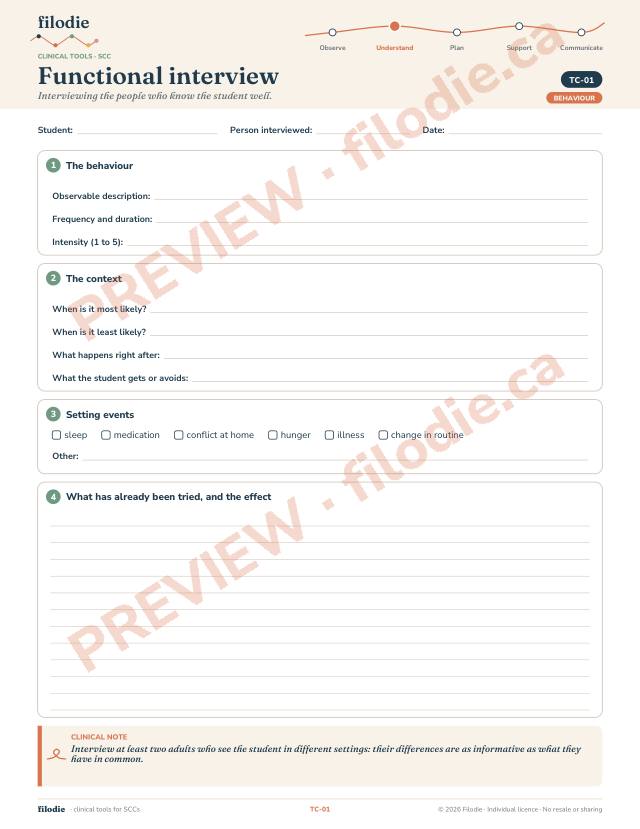 filodie
Observe Understand Plan Support Communicate
CLINICAL TOOLS · SCC
Functional interview
TC-01
Interviewing the people who know the student well.
BEHAVIOUR
Student: Person interviewed: Date:
1 The behaviour
Observable description:
Frequency and duration:
Intensity (1 to 5):
2 The context
When is it most likely?
When is it least likely?
What happens right after:
What the student gets or avoids:
3 Setting events
sleep medication conflict at home hunger illness change in routine
Other:
4 What has already been tried, and the effect
CLINICAL NOTE
Interview at least two adults who see the student in different settings: their differences are as informative as what they
have in common.
filodie · clinical tools for SCCs TC-01 © 2026 Filodie · Individual licence · No resale or sharing
PREVIEW · filodie.ca
PREVIEW · filodie.ca